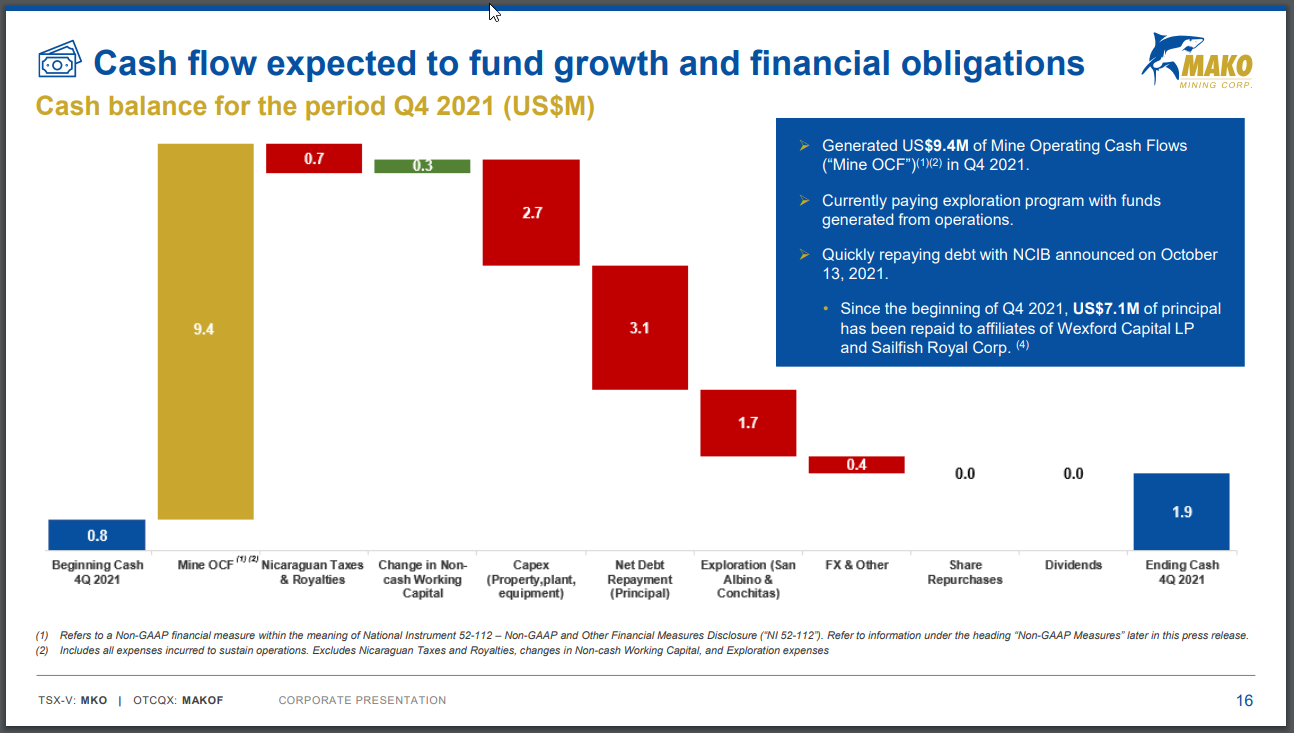 Cash flow expected to fund growth and financial obligations
MAKO
MINING CORP.
Cash balance for the period Q4 2021 (US$M)
➢ Generated US$9.4M of Mine Operating Cash Flows
(“Mine OCF”)(1)(2) in Q4 2021.
➢ Currently paying exploration program with funds
generated from operations.
➢ Quickly repaying debt with NCIB announced on October
13, 2021.
• Since the beginning of Q4 2021, US$7.1M of principal
has been repaid to affiliates of Wexford Capital LP
and Sailfish Royal Corp. (4)
0.8
9.4
0.7
0.3
2.7
3.1
1.7
0.4
0.0
0.0
1.9
Beginning Cash
4Q 2021
Mine OCF (1) (2)
Nicaraguan Taxes
& Royalties
Change in Non-
cash Working
Capital
Capex
(Property,plant,
equipment)
Net Debt
Repayment
(Principal)
Exploration (San
Albino &
Conchitas)
FX & Other
Share
Repurchases
Dividends
Ending Cash
4Q 2021
(1) Refers to a Non-GAAP financial measure within the meaning of National Instrument 52-112 – Non-GAAP and Other Financial Measures Disclosure (“NI 52-112”). Refer to information under the heading “Non-GAAP Measures” later in this press release.
(2) Includes all expenses incurred to sustain operations. Excludes Nicaraguan Taxes and Royalties, changes in Non-cash Working Capital, and Exploration expenses
TSX-V: MKO | OTCQX: MAKOF CORPORATE PRESENTATION
16